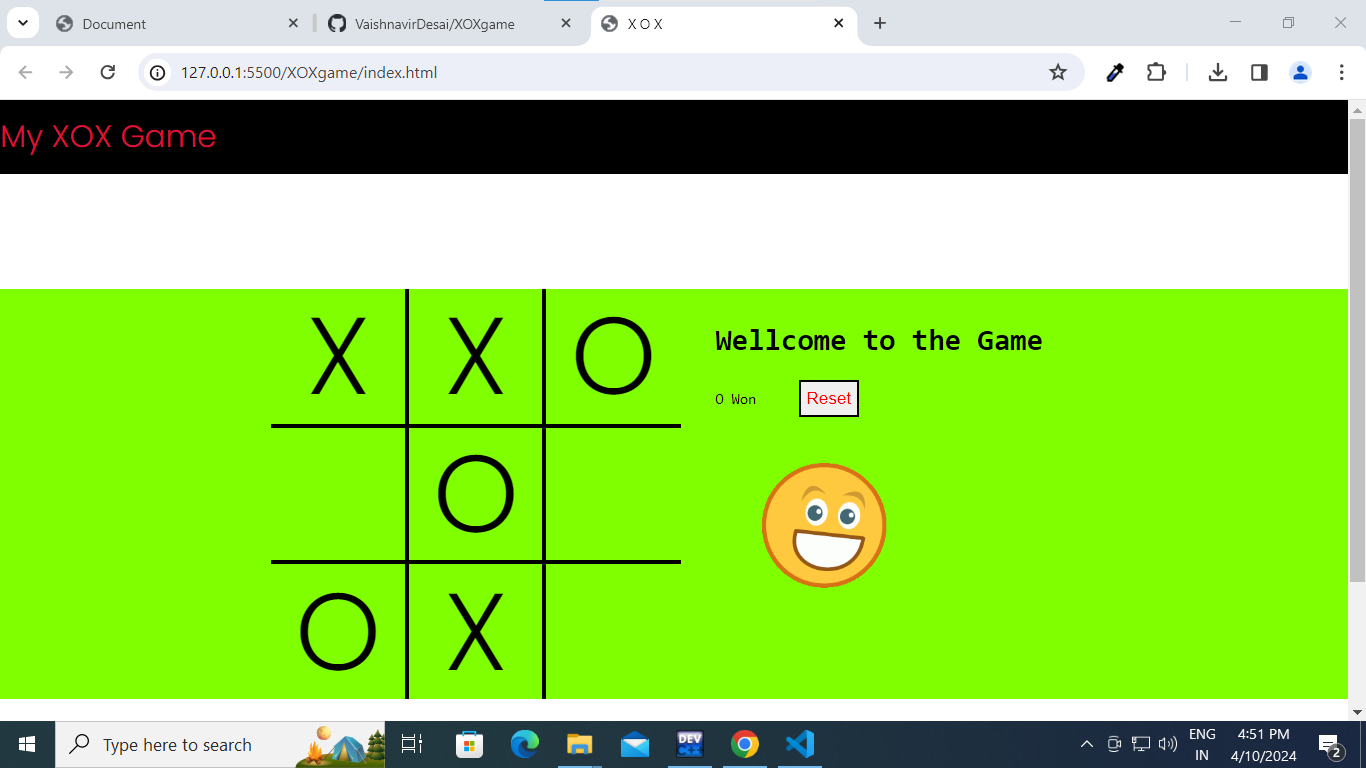 Document
VaishnavirDesai/XOXgame
X O X
127.0.0.1:5500/XOXgame/index.html
My XOX Game
X X O
O
O X
Wellcome to the Game
O Won
Reset
Type here to search
DEV
C++
ENG
IN
4:51 PM
4/10/2024
2